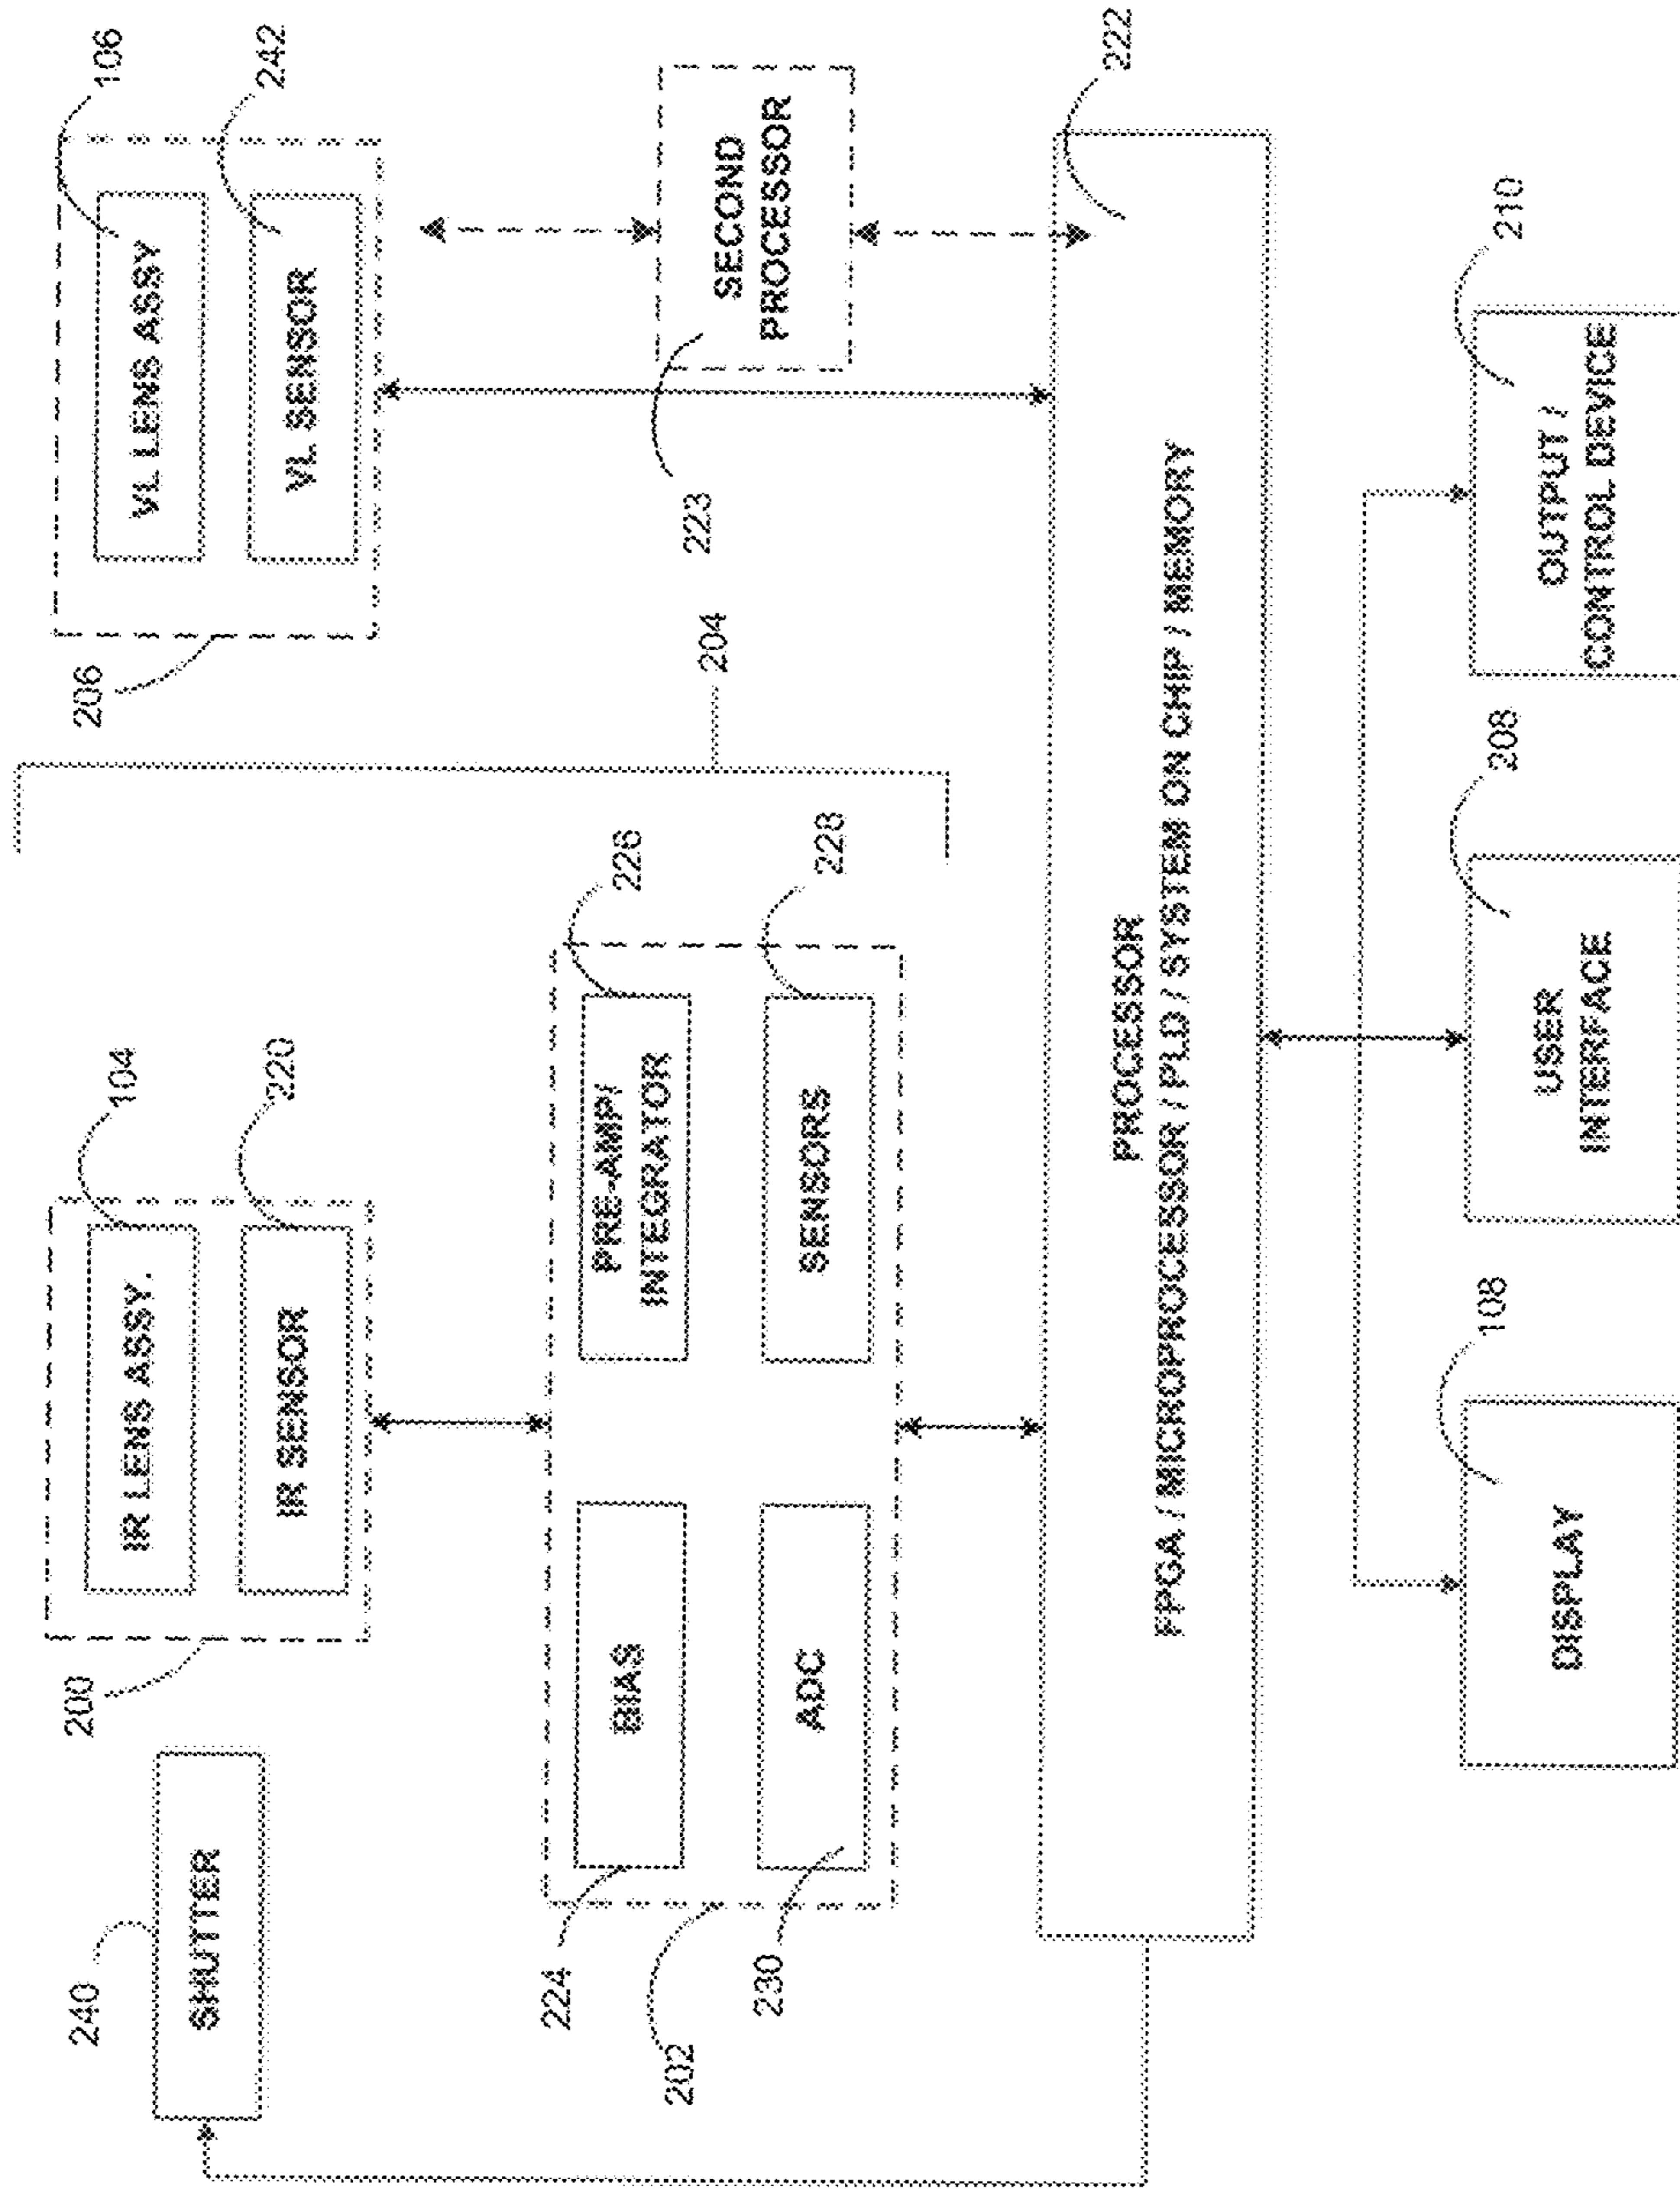 240
SHUTTER
200
IR LENS ASSY.
104
IR SENSOR
220
206
VL LENS ASSY
106
VL SENSOR
242
204
224
BIAS
PRE-AMP/
INTEGRATOR
226
202
230
ADC
SENSORS
228
223
SECOND
PROCESSOR
222
PROCESSOR
FPGA / MICROPROCESSOR / PLD / SYSTEM ON CHIP / MEMORY
DISPLAY
108
USER
INTERFACE
208
OUTPUT /
CONTROL DEVICE
210